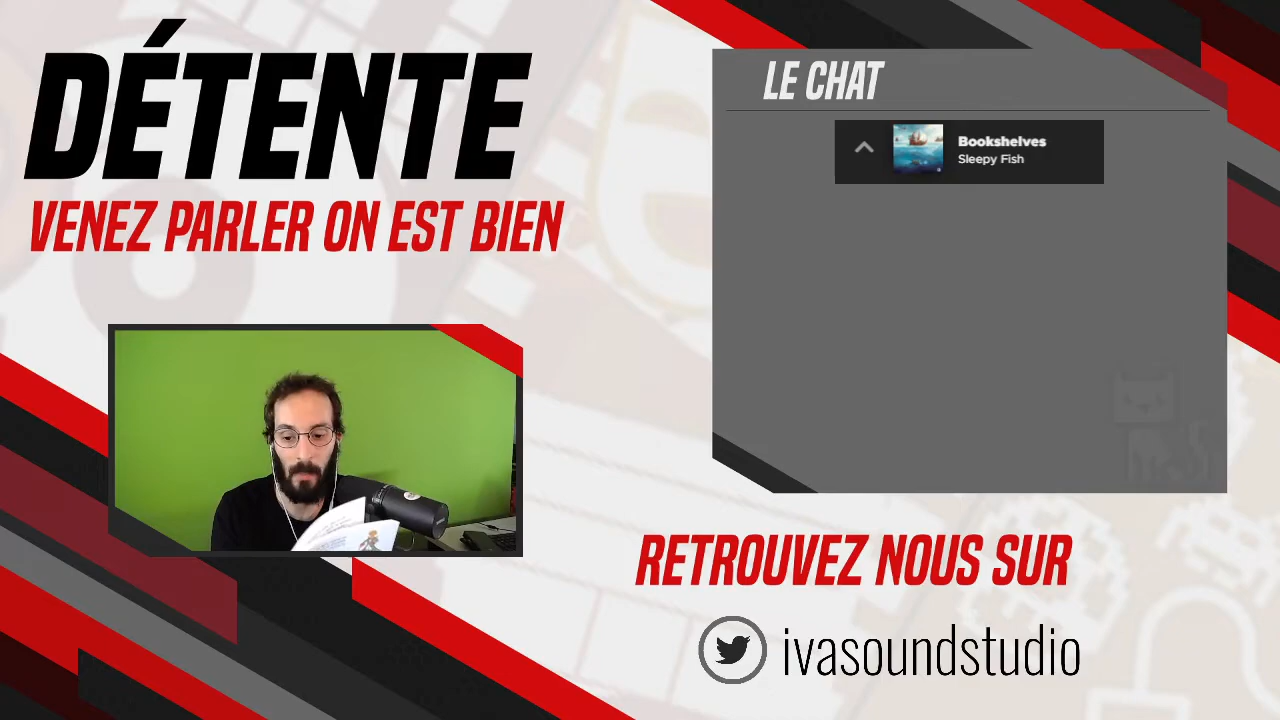 DÉTENTE
VENEZ PARLER ON EST BIEN
LE CHAT
Bookshelves
Sleepy Fish
RETROUVEZ NOUS SUR
ivasoundstudio